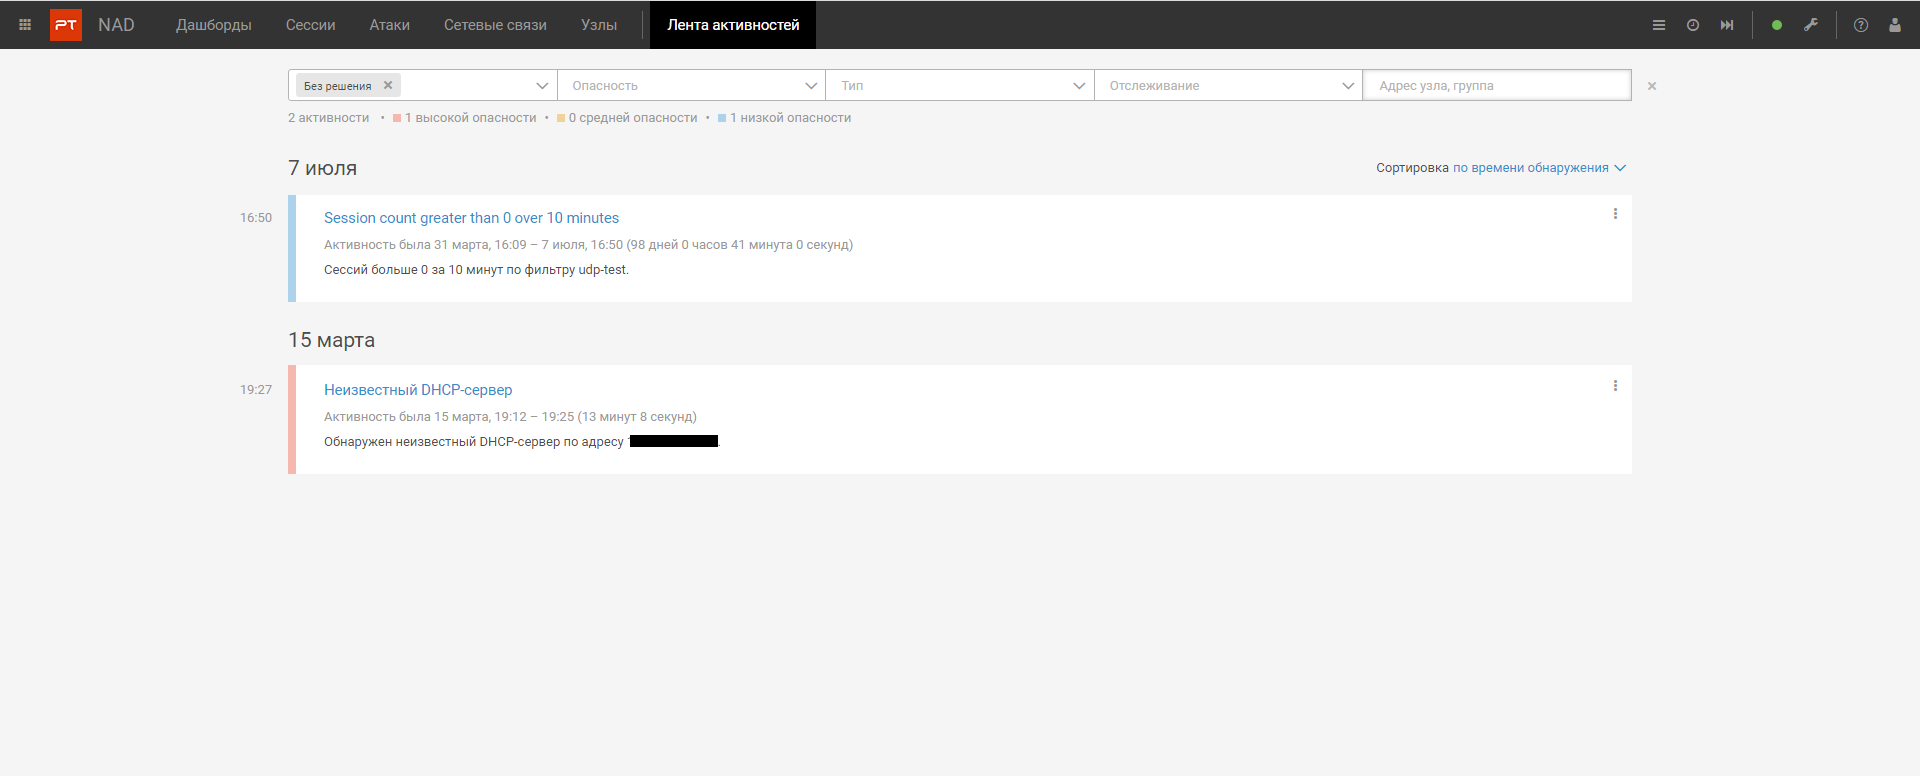 PT NAD Дашборды Сессии Атаки Сетевые связи Узлы Лента активностей
Без решения Опасность Тип Отслеживание Адрес узла, группа
2 активности • 1 высокой опасности • 0 средней опасности • 1 низкой опасности
7 июля
Сортировка по времени обнаружения
16:50
Session count greater than 0 over 10 minutes
Активность была 31 марта, 16:09 – 7 июля, 16:50 (98 дней 0 часов 41 минута 0 секунд)
Сессий больше 0 за 10 минут по фильтру udp-test.
15 марта
19:27
Неизвестный DHCP-сервер
Активность была 15 марта, 19:12 – 19:25 (13 минут 8 секунд)
Обнаружен неизвестный DHCP-сервер по адресу